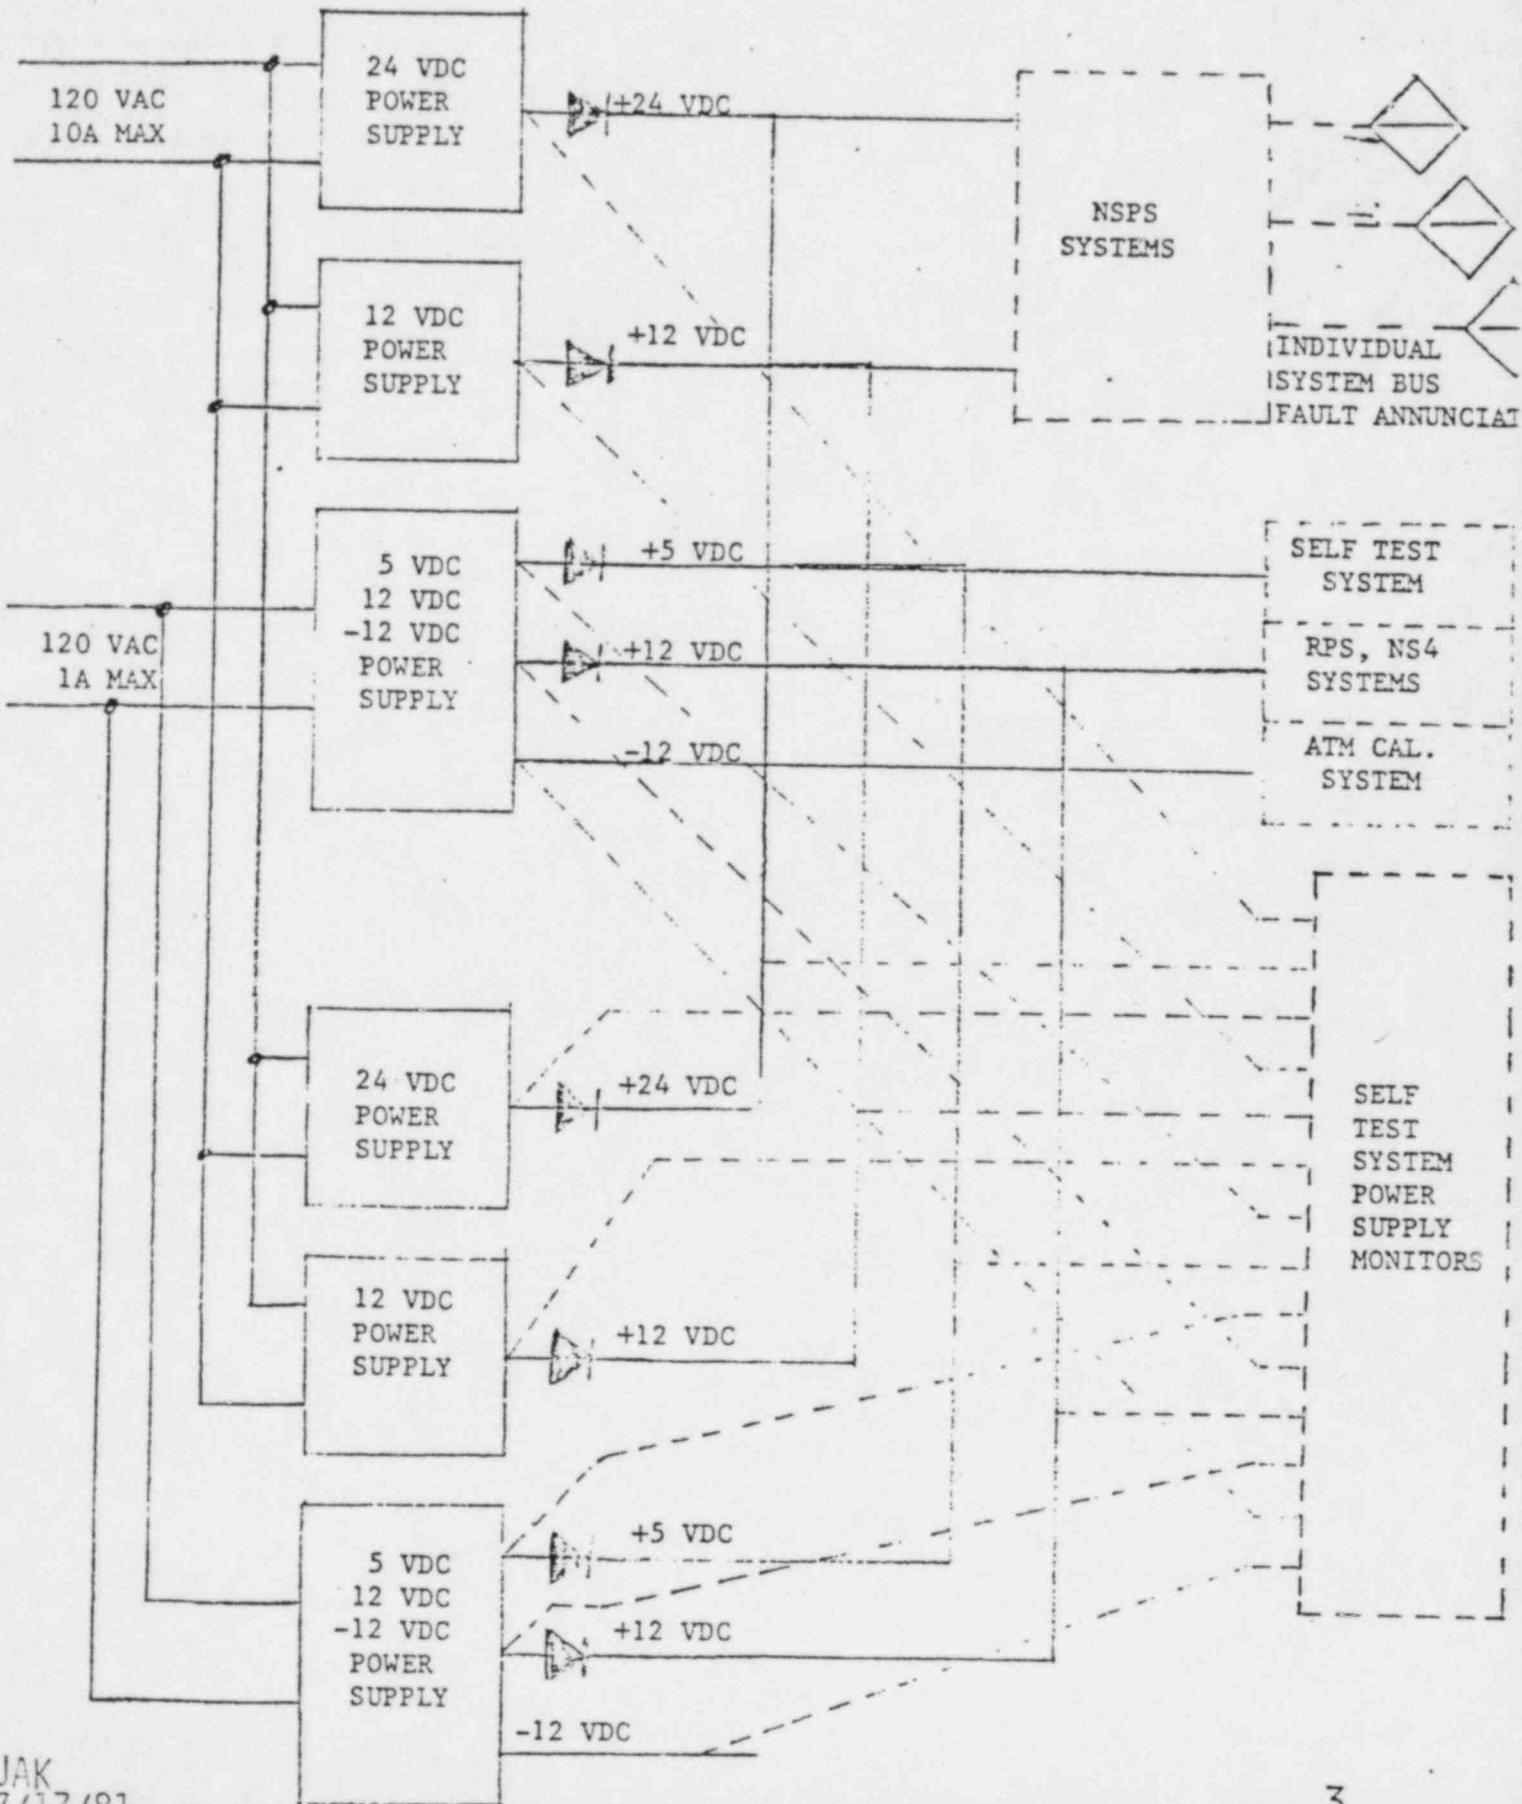 24 VDC
POWER
SUPPLY
120 VAC
10A MAX
+24 VDC
NSPS
SYSTEMS
12 VDC
POWER
SUPPLY
+12 VDC
INDIVIDUAL
SYSTEM BUS
FAULT ANNUNCIAT
5 VDC
12 VDC
-12 VDC
POWER
SUPPLY
120 VAC
1A MAX
+5 VDC
+12 VDC
-12 VDC
SELF TEST
SYSTEM
RPS, NS4
SYSTEMS
ATM CAL.
SYSTEM
24 VDC
POWER
SUPPLY
+24 VDC
SELF
TEST
SYSTEM
POWER
SUPPLY
MONITORS
12 VDC
POWER
SUPPLY
+12 VDC
5 VDC
12 VDC
-12 VDC
POWER
SUPPLY
+5 VDC
+12 VDC
-12 VDC
JAK
7/17/81
3